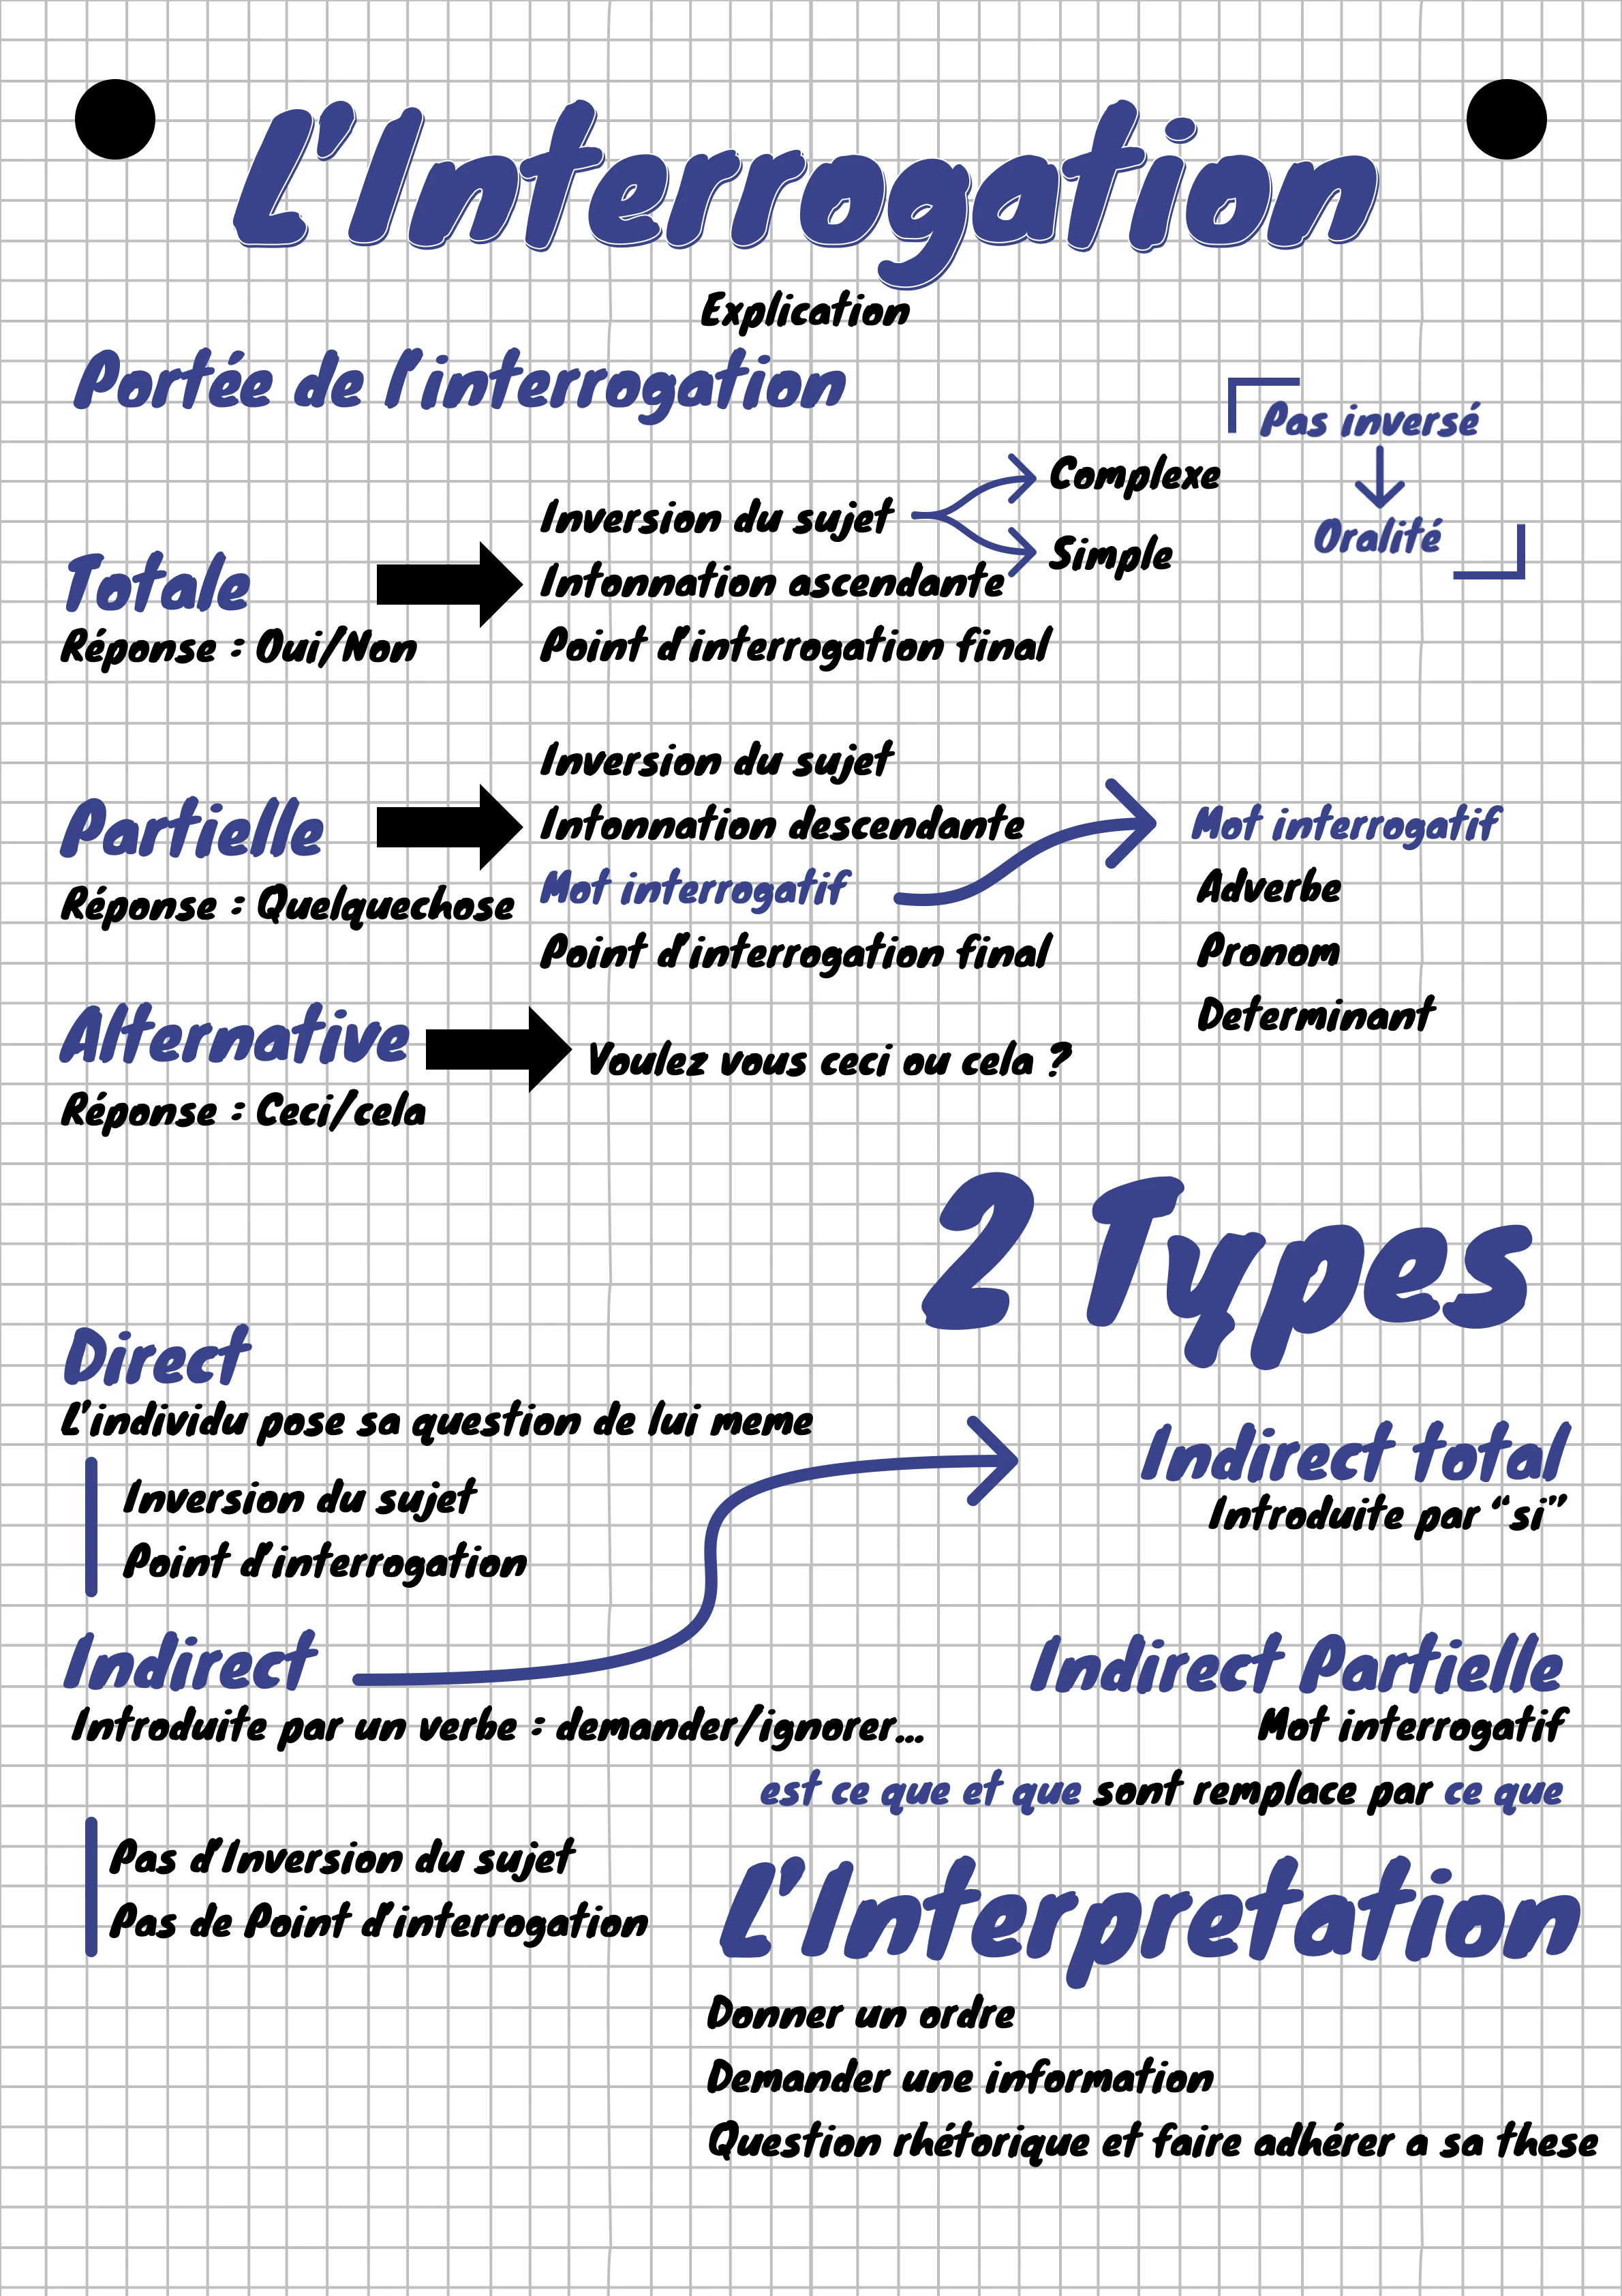 L'Interrogation
Explication
Portée de l'interrogation
Pas inversé
Oralité
Totale
Réponse : Oui/Non
Inversion du sujet
Complexe
Simple
Intonnation ascendante
Point d'interrogation final
Partielle
Réponse : Quelquechose
Inversion du sujet
Intonnation descendante
Mot interrogatif
Point d'interrogation final
Mot interrogatif
Adverbe
Pronom
Determinant
Alternative
Réponse : Ceci/cela
Voulez vous ceci ou cela ?
2 Types
Direct
L'individu pose sa question de lui meme
Inversion du sujet
Point d'interrogation
Indirect
Introduite par un verbe : demander/ignorer...
Pas d'Inversion du sujet
Pas de Point d'interrogation
Indirect total
Introduite par “si”
Indirect Partielle
Mot interrogatif
est ce que et que sont remplace par ce que
L'Interpretation
Donner un ordre
Demander une information
Question rhétorique et faire adhérer a sa these